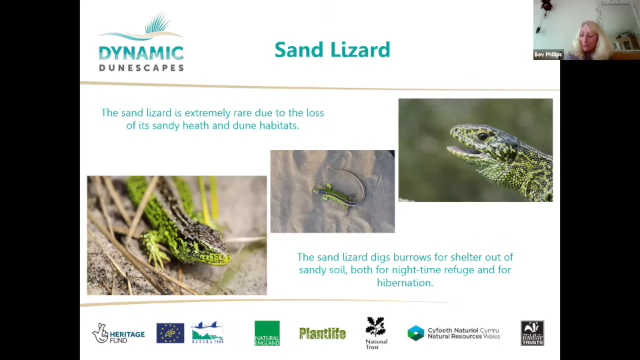 DYNAMIC
DUNESCAPES
Sand Lizard
Bev Phillips
The sand lizard is extremely rare due to the loss
of its sandy heath and dune habitats.
The sand lizard digs burrows for shelter out of
sandy soil, both for night-time refuge and for
hibernation.
HERITAGE
FUND
NATURAL
ENGLAND
Plantlife
National
Trust
Cyfoeth Naturiol Cymru
Natural Resources Wales
TRUSTS